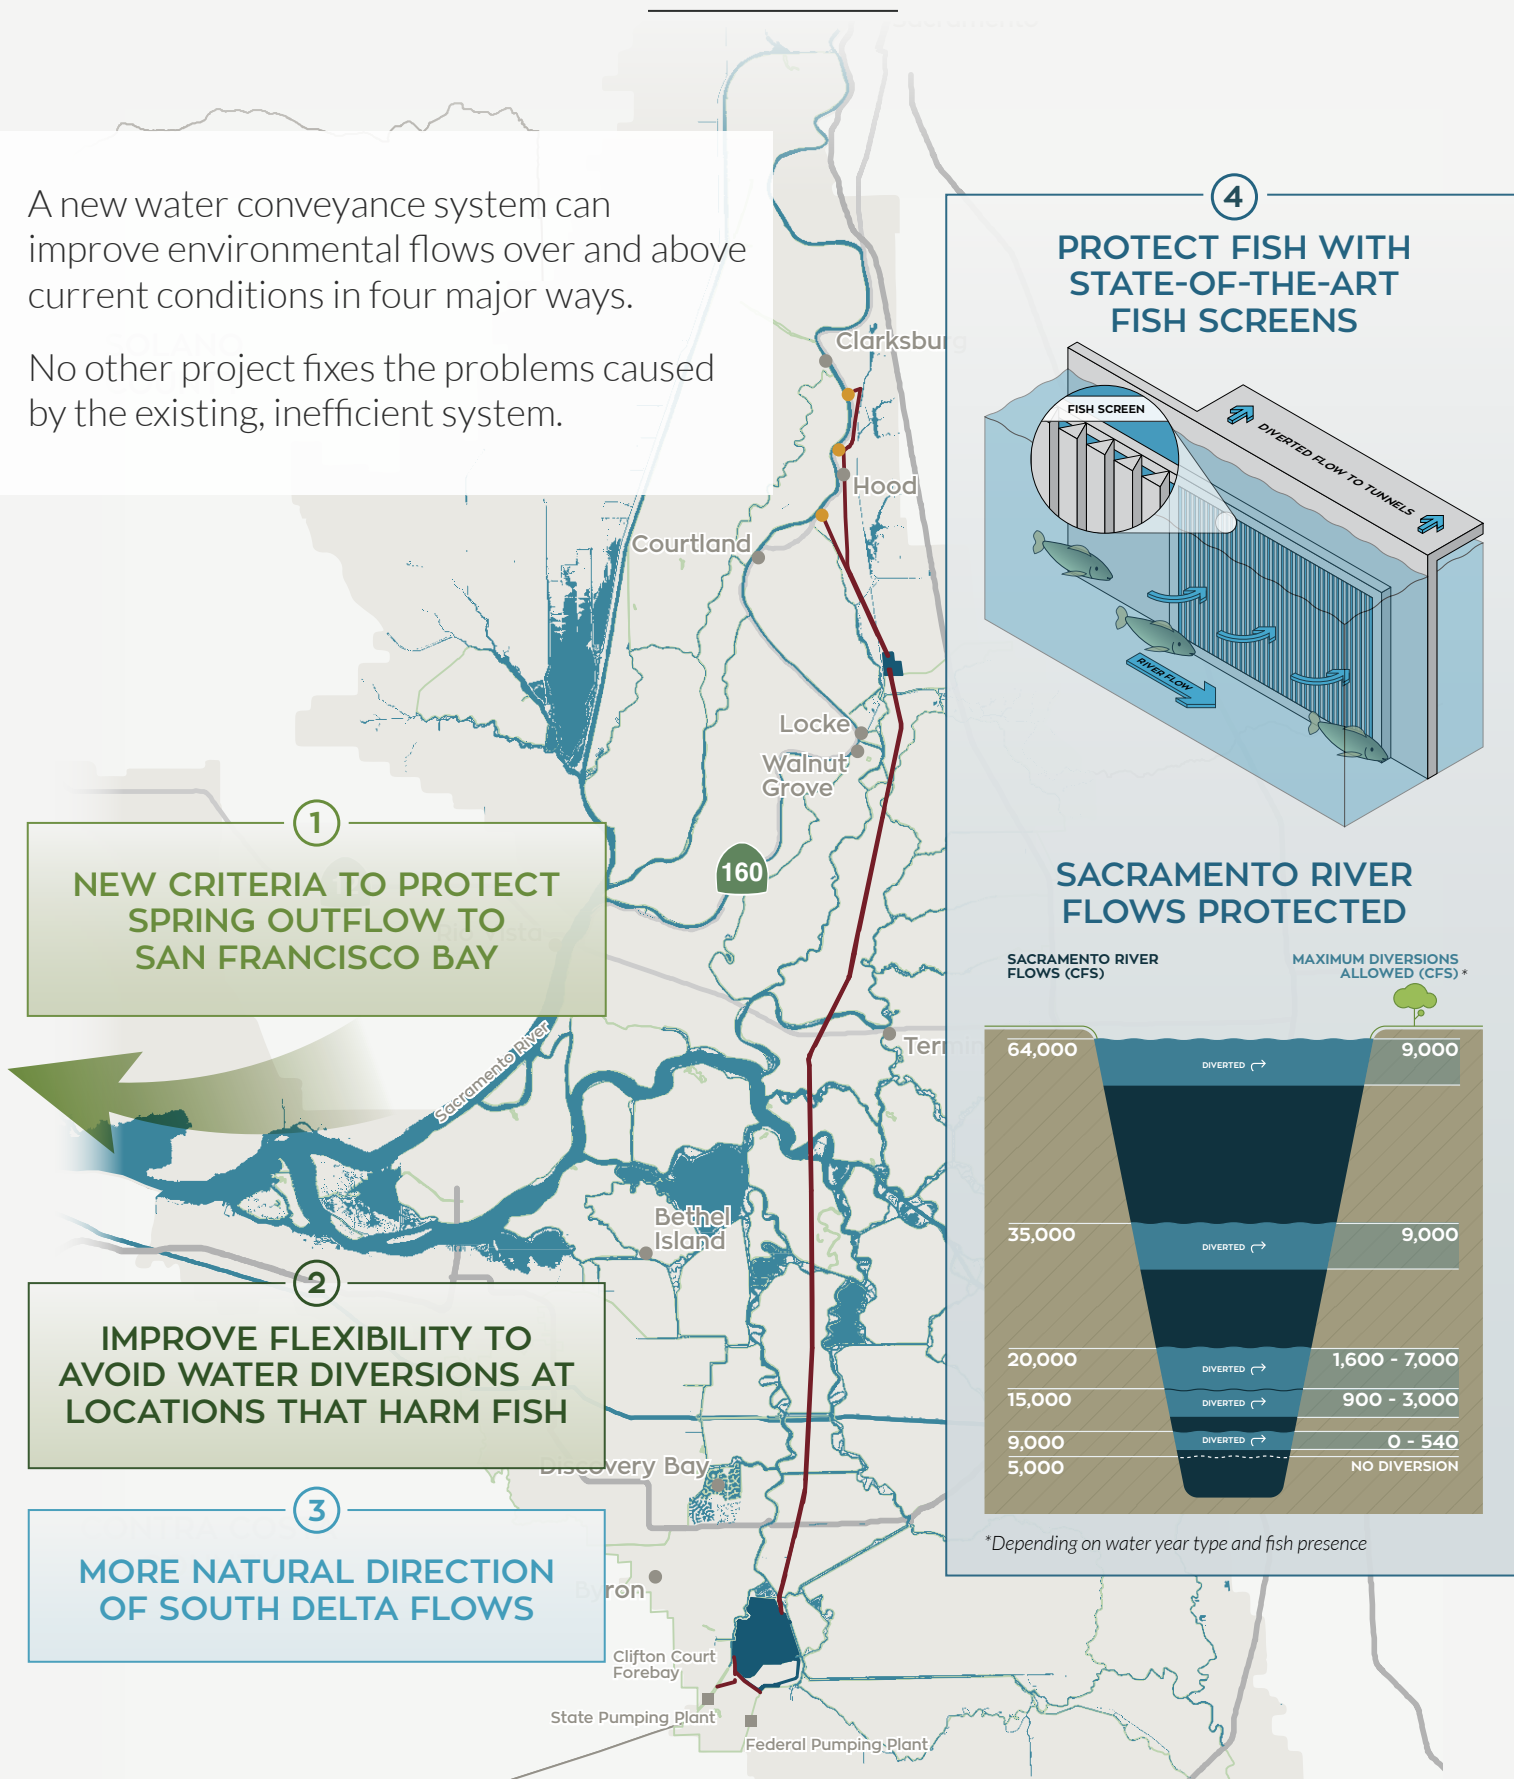 A new water conveyance system can
improve environmental flows over and above
current conditions in four major ways.
No other project fixes the problems caused
by the existing, inefficient system.
Clarksburg
Hood
Courtland
Locke
Walnut
Grove
160
1
NEW CRITERIA TO PROTECT
SPRING OUTFLOW TO
SAN FRANCISCO BAY
Rio Vista
Sacramento River
Bethel
Island
2
IMPROVE FLEXIBILITY TO
AVOID WATER DIVERSIONS AT
LOCATIONS THAT HARM FISH
Discovery Bay
3
MORE NATURAL DIRECTION
OF SOUTH DELTA FLOWS
Byron
Clifton Court
Forebay
State Pumping Plant
Federal Pumping Plant
4
PROTECT FISH WITH
STATE-OF-THE-ART
FISH SCREENS
FISH SCREEN
DIVERTED FLOW TO TUNNELS
RIVER FLOW
SACRAMENTO RIVER
FLOWS PROTECTED
SACRAMENTO RIVER
FLOWS (CFS)
MAXIMUM DIVERSIONS
ALLOWED (CFS) *
64,000 DIVERTED 9,000
35,000 DIVERTED 9,000
20,000 DIVERTED 1,600 - 7,000
15,000 DIVERTED 900 - 3,000
9,000 DIVERTED 0 - 540
5,000 NO DIVERSION
*Depending on water year type and fish presence